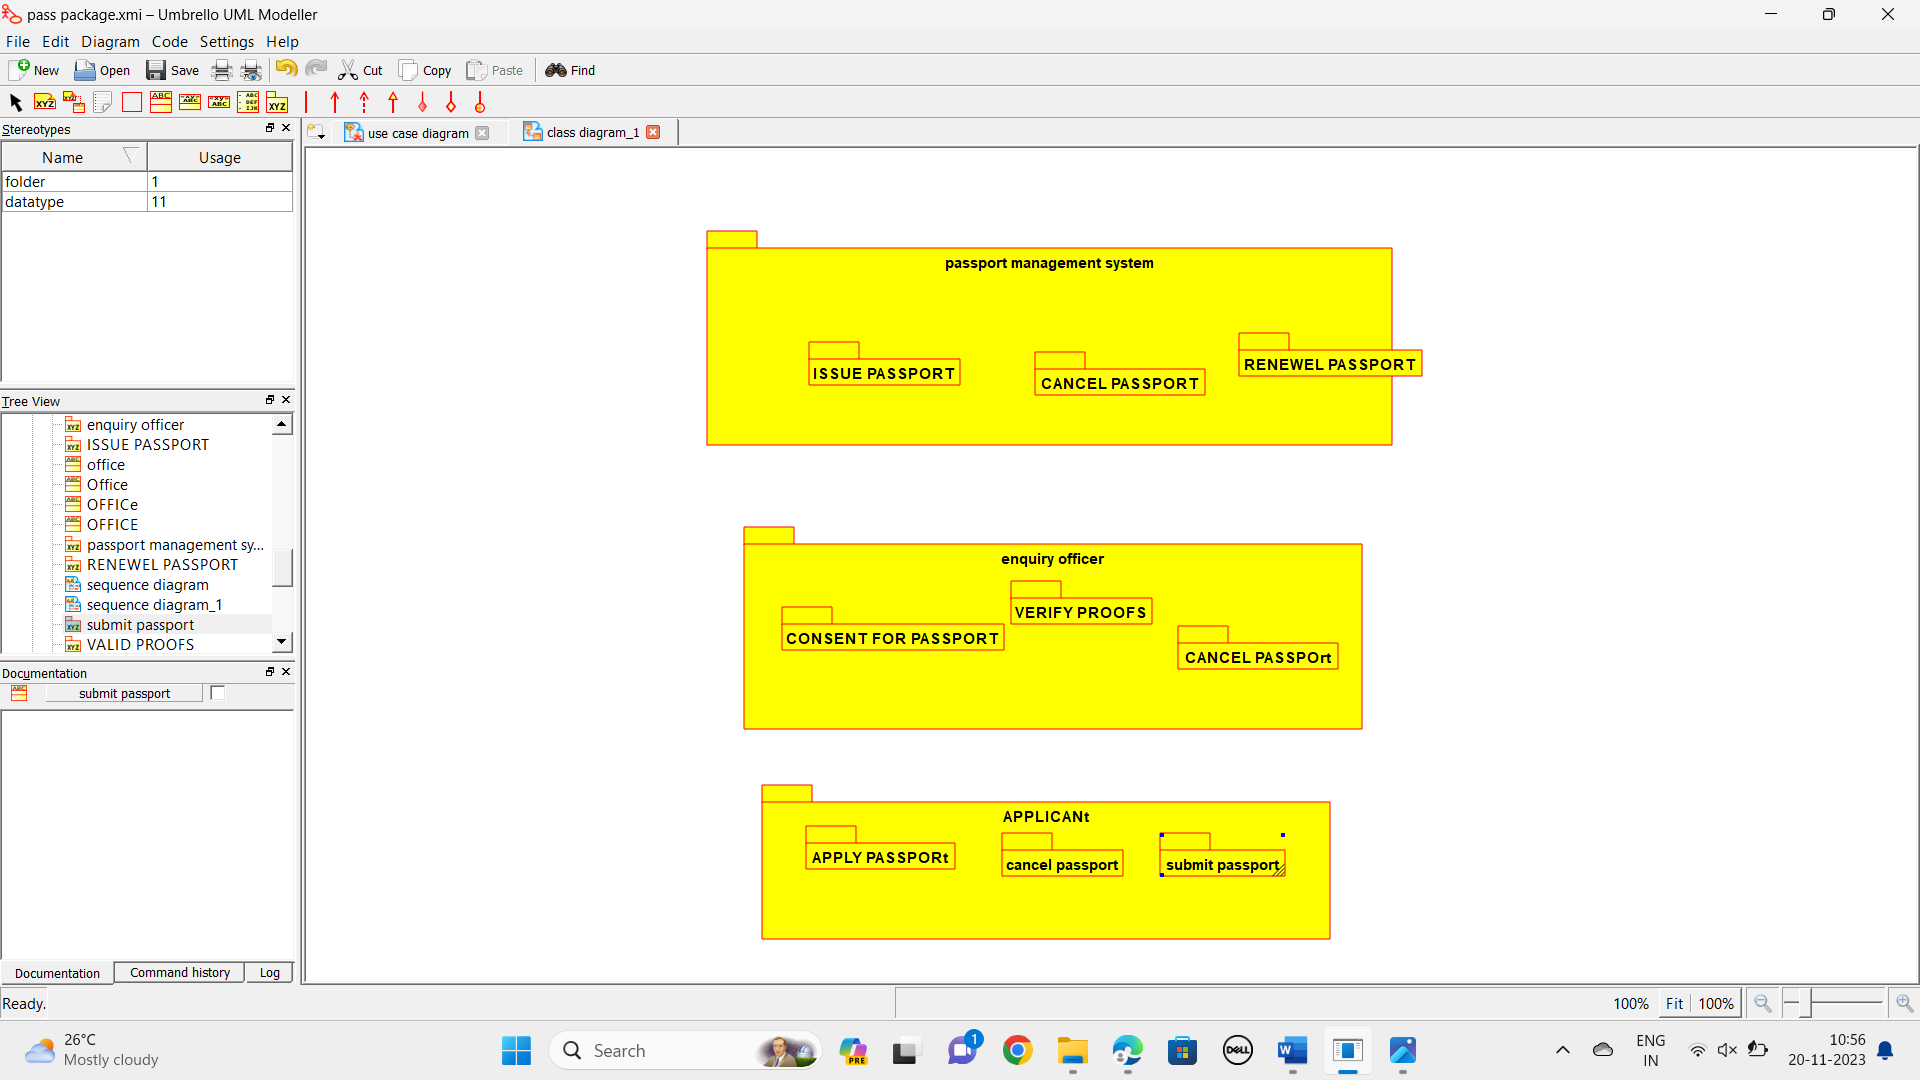 pass package.xmi – Umbrello UML Modeller
File Edit Diagram Code Settings Help
New Open Save Cut Copy Paste Find
Stereotypes
use case diagram class diagram_1
Name Usage
folder 1
datatype 11
Tree View
enquiry officer
ISSUE PASSPORT
office
Office
OFFICe
OFFICE
passport management sy...
RENEWEL PASSPORT
sequence diagram
sequence diagram_1
submit passport
VALID PROOFS
Documentation
submit passport
Documentation Command history Log
passport management system
ISSUE PASSPORT
CANCEL PASSPORT
RENEWEL PASSPORT
enquiry officer
CONSENT FOR PASSPORT
VERIFY PROOFS
CANCEL PASSPOrt
APPLICANt
APPLY PASSPORt
cancel passport
submit passport
Ready.
100% Fit 100%
26°C
Mostly cloudy
Search
PRE
1
DELL
ENG
IN
10:56
20-11-2023